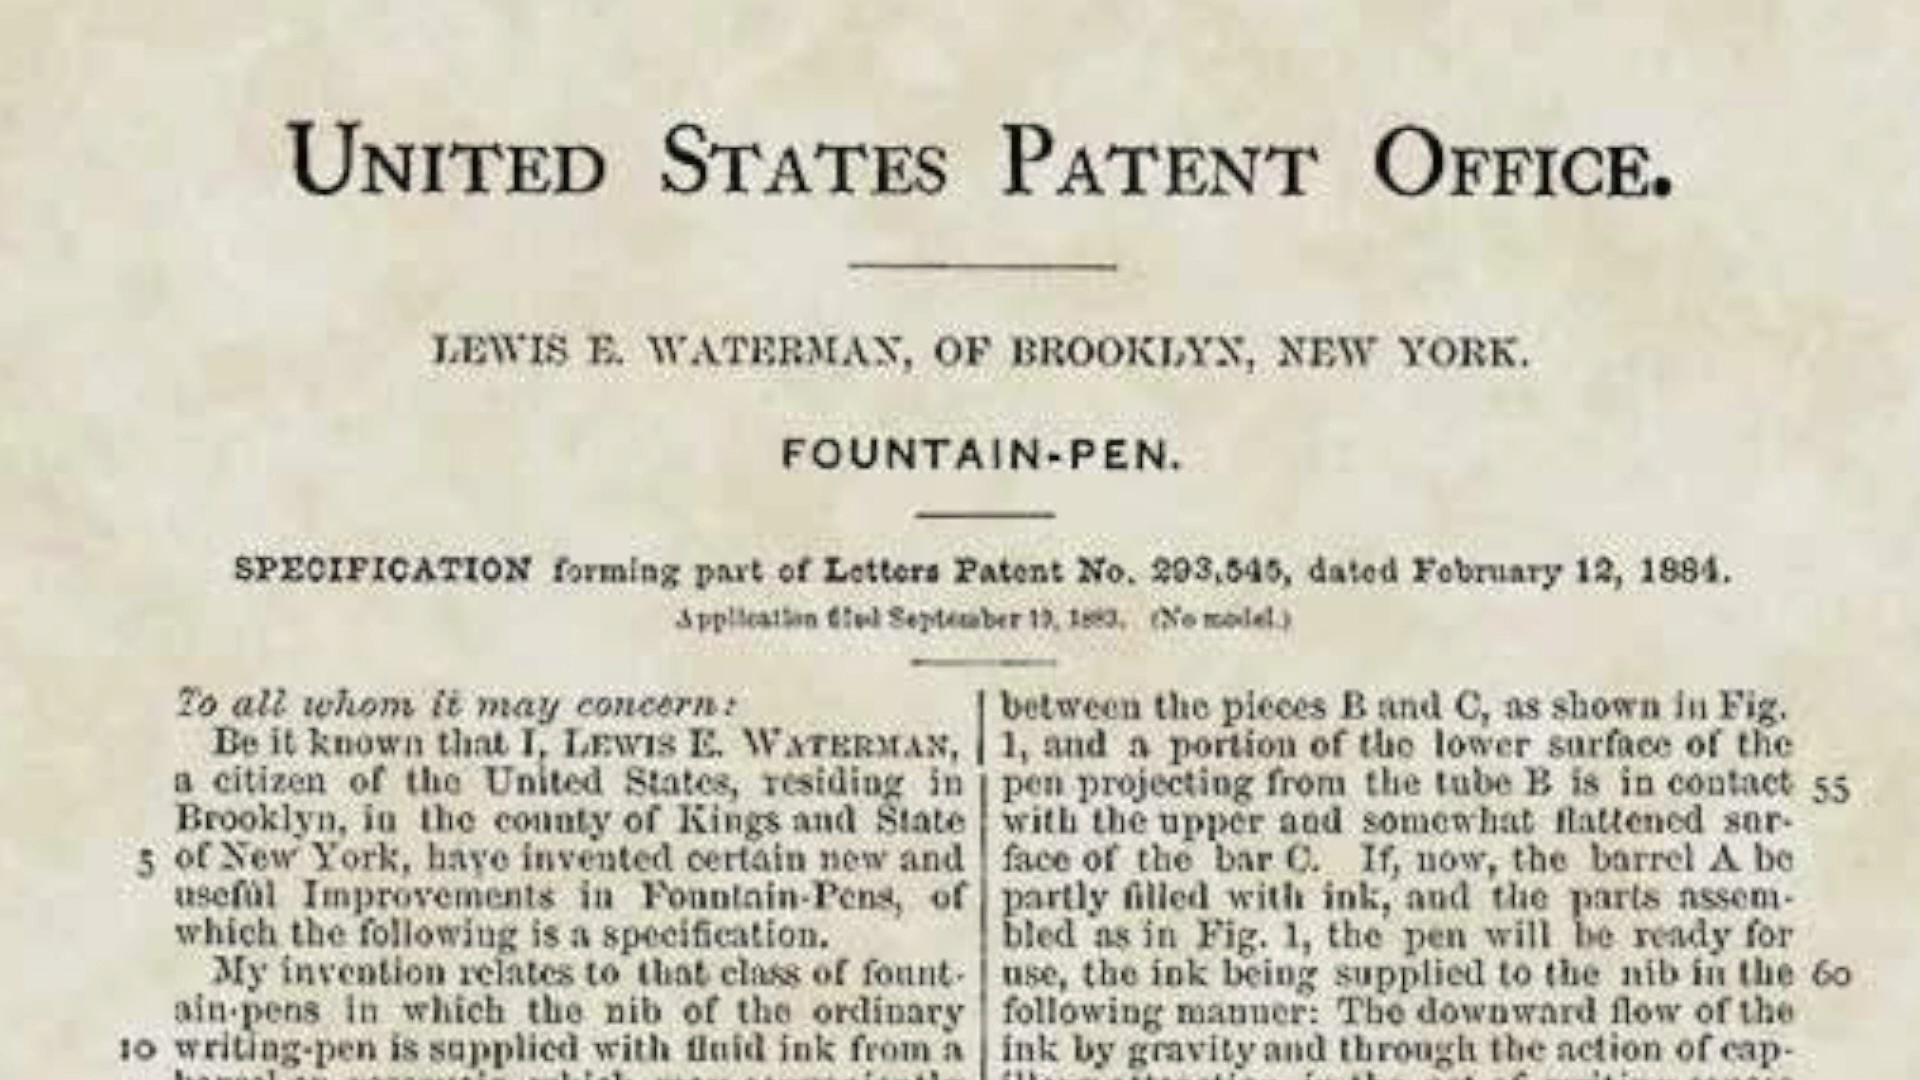 UNITED STATES PATENT OFFICE.
LEWIS E. WATERMAN, OF BROOKLYN, NEW YORK.
FOUNTAIN-PEN.
SPECIFICATION forming part of Letters Patent No. 293,545, dated February 12, 1884.
Application filed September 19, 1883. (No model.)
To all whom it may concern:
Be it known that I, LEWIS E. WATERMAN,
a citizen of the United States, residing in
Brooklyn, in the county of Kings and State
5 of New York, have invented certain new and
useful Improvements in Fountain-Pens, of
which the following is a specification.
My invention relates to that class of fount-
ain-pens in which the nib of the ordinary
10 writing-pen is supplied with fluid ink from a
between the pieces B and C, as shown in Fig.
1, and a portion of the lower surface of the
pen projecting from the tube B is in contact 55
with the upper and somewhat flattened sur-
face of the bar C. If, now, the barrel A be
partly filled with ink, and the parts assem-
bled as in Fig. 1, the pen will be ready for
use, the ink being supplied to the nib in the 60
following manner: The downward flow of the
ink by gravity and through the action of cap-